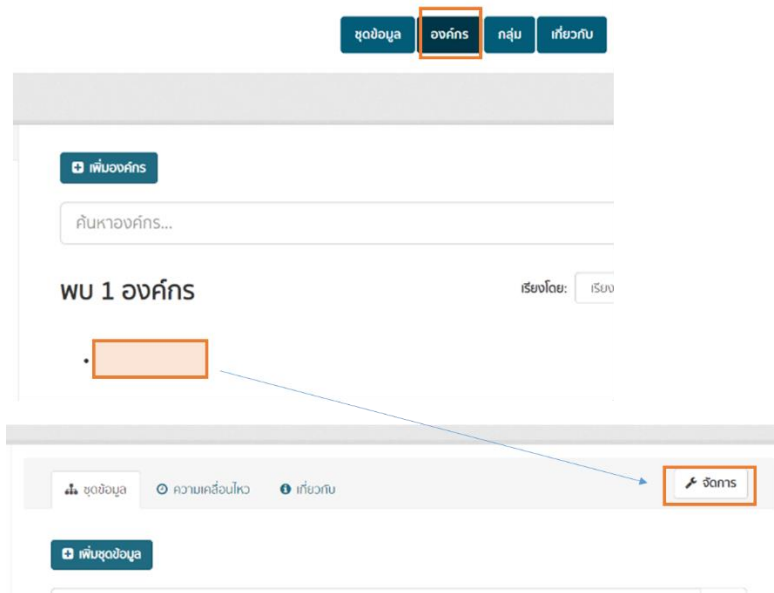 ชุดข้อมูล องค์กร กลุ่ม เกี่ยวกับ
เพิ่มองค์กร
ค้นหาองค์กร...
พบ 1 องค์กร เรียงโดย: เรียง
ชุดข้อมูล ความเคลื่อนไหว เกี่ยวกับ จัดการ
เพิ่มชุดข้อมูล